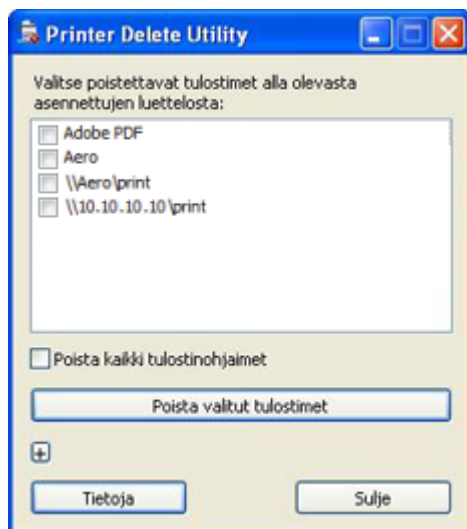 Printer Delete Utility
Valitse poistettavat tulostimet alla olevasta
asennettujen luettelosta:
Adobe PDF
Aero
\\Aero\print
\\10.10.10.10\print
Poista kaikki tulostinohjaimet
Poista valitut tulostimet
Tietoja
Sulje